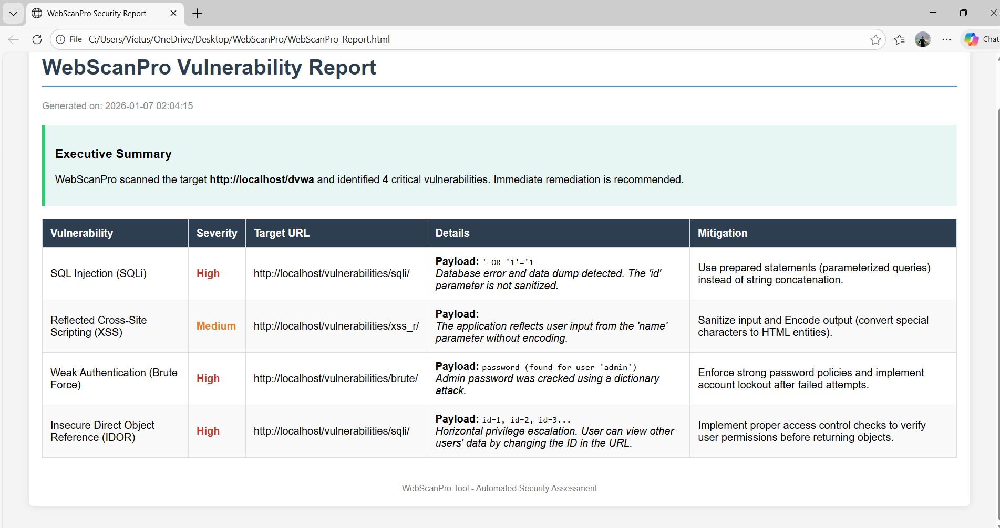 WebScanPro Security Report
File C:/Users/Victus/OneDrive/Desktop/WebScanPro/WebScanPro_Report.html
Chat
WebScanPro Vulnerability Report
Generated on: 2026-01-07 02:04:15
Executive Summary
WebScanPro scanned the target http://localhost/dvwa and identified 4 critical vulnerabilities. Immediate remediation is recommended.
Vulnerability Severity Target URL Details Mitigation
SQL Injection (SQLi)
High
http://localhost/vulnerabilities/sqli/
Payload: ' OR '1'='1
Database error and data dump detected. The 'id'
parameter is not sanitized.
Use prepared statements (parameterized queries)
instead of string concatenation.
Reflected Cross-Site
Scripting (XSS)
Medium
http://localhost/vulnerabilities/xss_r/
Payload:
The application reflects user input from the 'name'
parameter without encoding.
Sanitize input and Encode output (convert special
characters to HTML entities).
Weak Authentication (Brute
Force)
High
http://localhost/vulnerabilities/brute/
Payload: password (found for user 'admin')
Admin password was cracked using a dictionary
attack.
Enforce strong password policies and implement
account lockout after failed attempts.
Insecure Direct Object
Reference (IDOR)
High
http://localhost/vulnerabilities/sqli/
Payload: id=1, id=2, id=3...
Horizontal privilege escalation. User can view other
users' data by changing the ID in the URL.
Implement proper access control checks to verify
user permissions before returning objects.
WebScanPro Tool - Automated Security Assessment